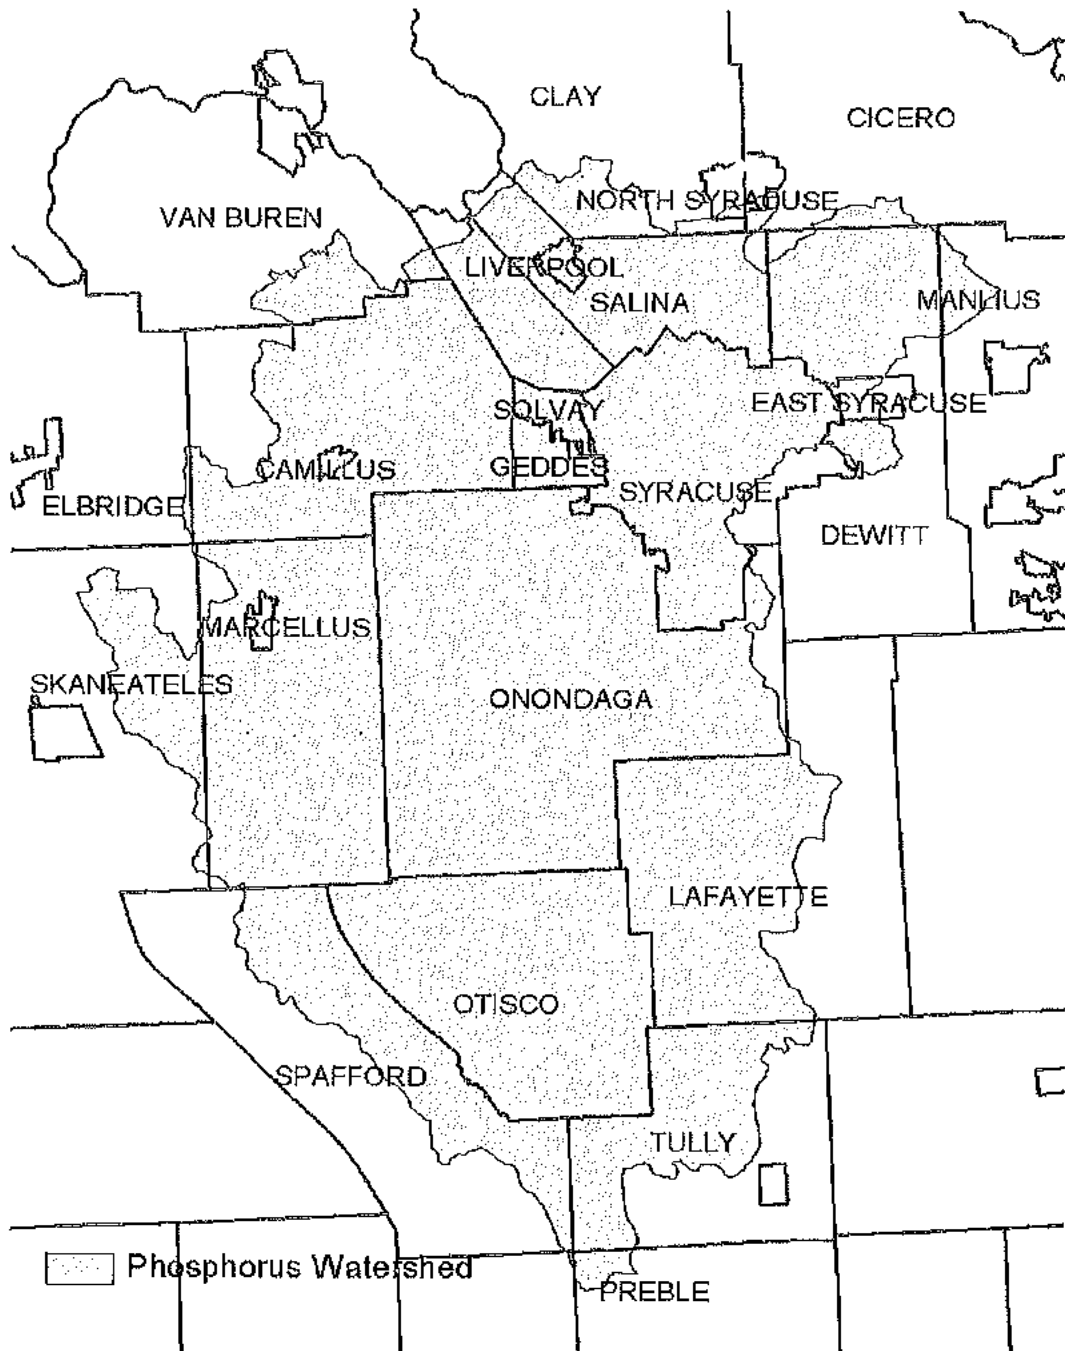 CLAY
CICERO
NORTH SYRACUSE
VAN BUREN
LIVERPOOL
SALINA
MANLIUS
SOLVAY
EAST SYRACUSE
CAMILLUS
GEDDES
SYRACUSE
ELBRIDGE
DEWITT
MARCELLUS
SKANEATELES
ONONDAGA
LAFAYETTE
OTISCO
SPAFFORD
TULLY
Phosphorus Watershed
PREBLE